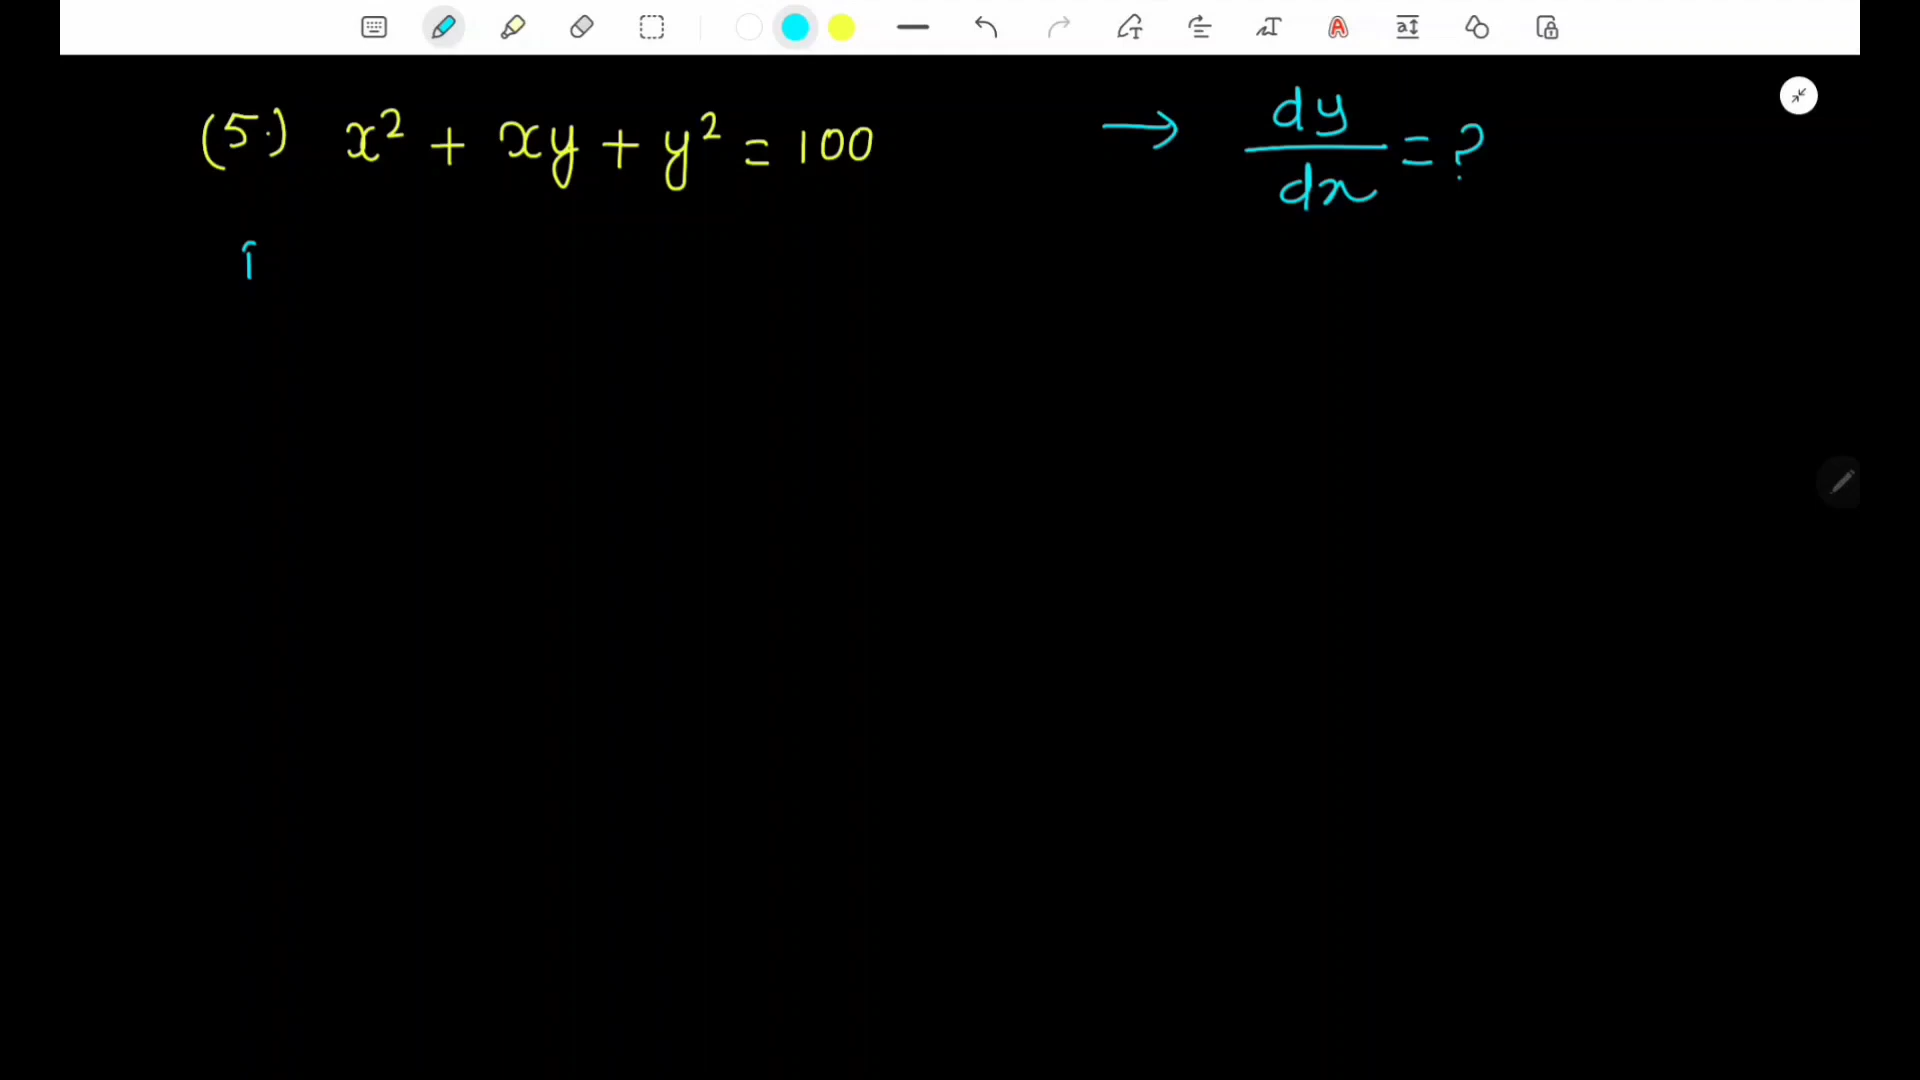 (5.) x² + xy + y² = 100 → dy/dx = ?